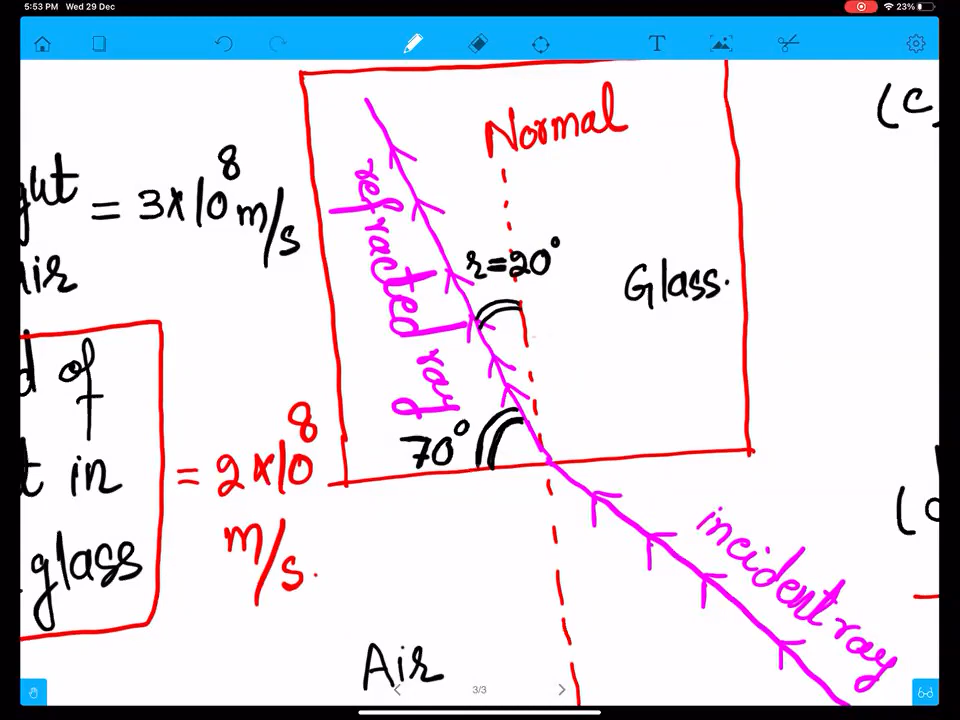 5:53 PM Wed 29 Dec
23%
T
Normal
(C
ght
= 3×10⁸ m/s
air
r=20°
Glass.
refracted ray
d of
t in
glass
= 2×10⁸
m/s.
70°
incident ray
Air
3/3